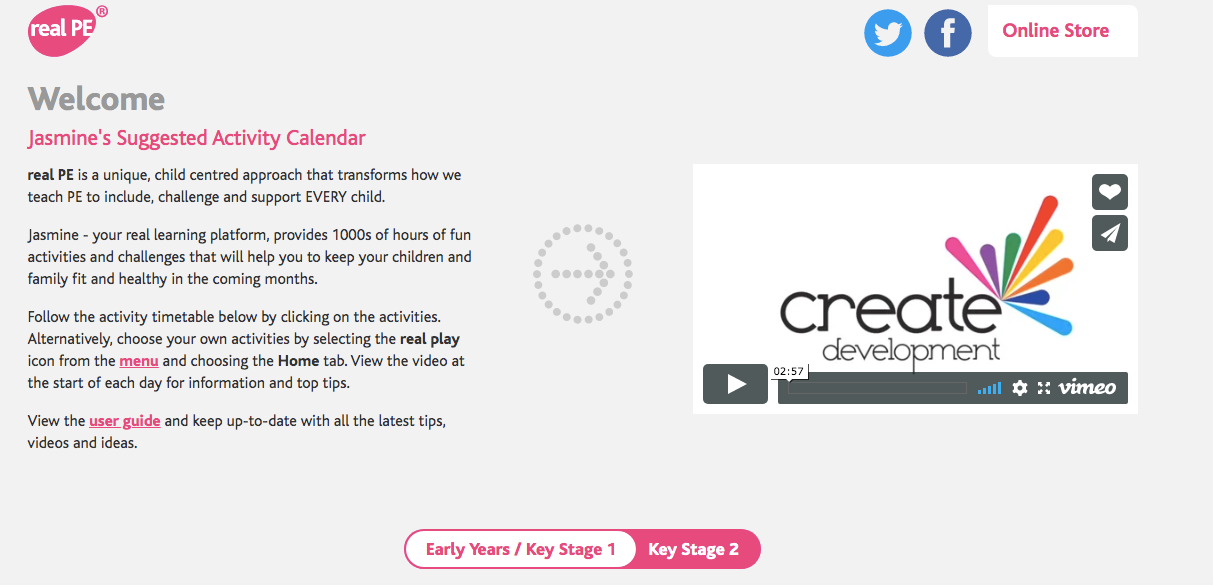 real PE®
Online Store
Welcome
Jasmine's Suggested Activity Calendar
real PE is a unique, child centred approach that transforms how we
teach PE to include, challenge and support EVERY child.
Jasmine - your real learning platform, provides 1000s of hours of fun
activities and challenges that will help you to keep your children and
family fit and healthy in the coming months.
Follow the activity timetable below by clicking on the activities.
Alternatively, choose your own activities by selecting the real play
icon from the menu and choosing the Home tab. View the video at
the start of each day for information and top tips.
View the user guide and keep up-to-date with all the latest tips,
videos and ideas.
create
development
02:57
vimeo
Early Years / Key Stage 1
Key Stage 2